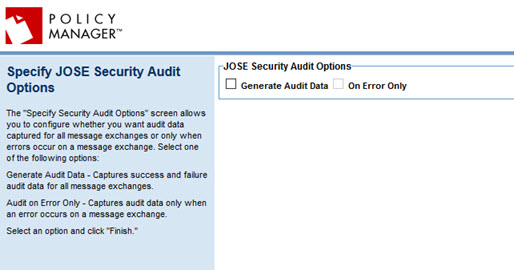 POLICY
MANAGER™
Specify JOSE Security Audit
Options
The "Specify Security Audit Options" screen allows
you to configure whether you want audit data
captured for all message exchanges or only when
errors occur on a message exchange. Select one
of the following options:
Generate Audit Data - Captures success and failure
audit data for all message exchanges.
Audit on Error Only - Captures audit data only when
an error occurs on a message exchange.
Select an option and click "Finish."
JOSE Security Audit Options
Generate Audit Data On Error Only